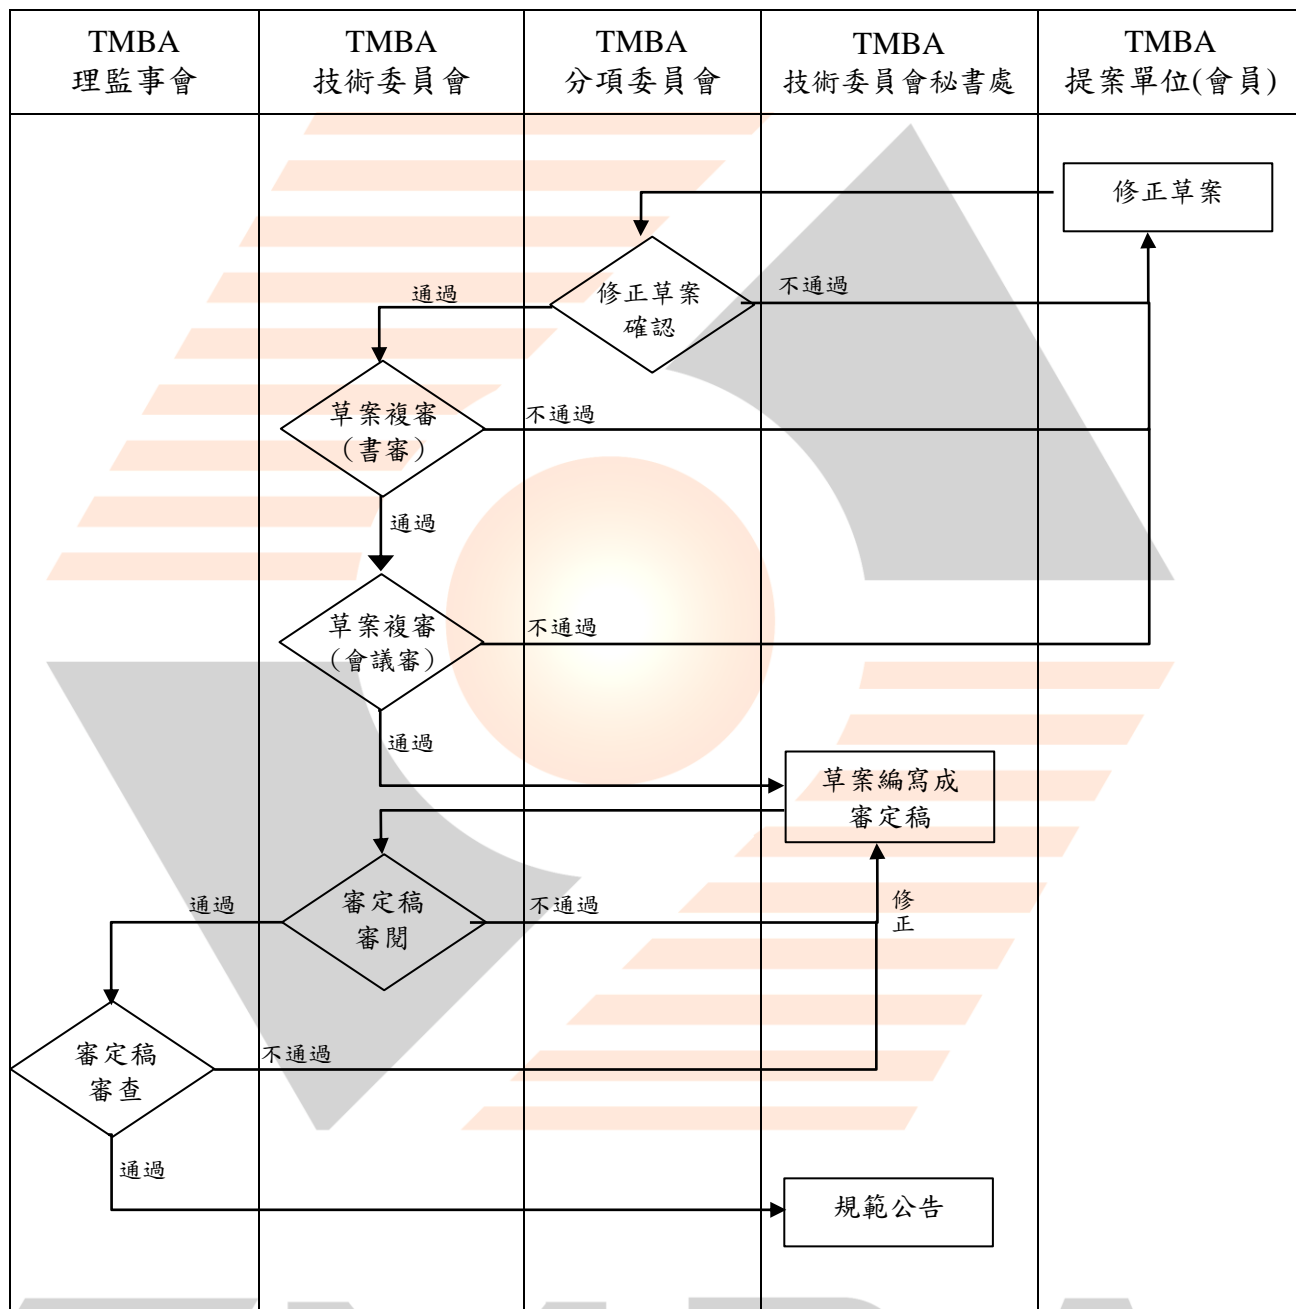 TMBA
理監事會
TMBA
技術委員會
TMBA
分項委員會
TMBA
技術委員會秘書處
TMBA
提案單位(會員)
修正草案
修正草案
確認
通過
不通過
草案複審
（書審）
不通過
通過
草案複審
（會議審）
不通過
通過
草案編寫成
審定稿
審定稿
審閱
通過
不通過
修
正
審定稿
審查
不通過
通過
規範公告